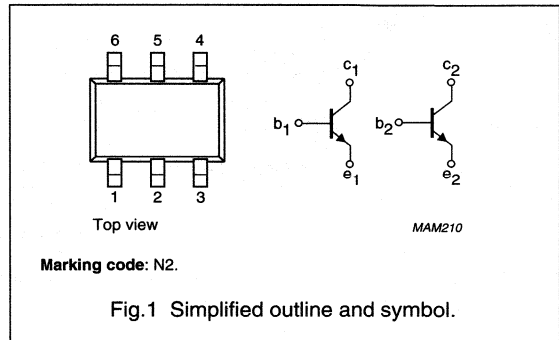 6 5 4
c1 c2
b1 b2
1 2 3
e1 e2
Top view
MAM210
Marking code: N2.
Fig.1 Simplified outline and symbol.